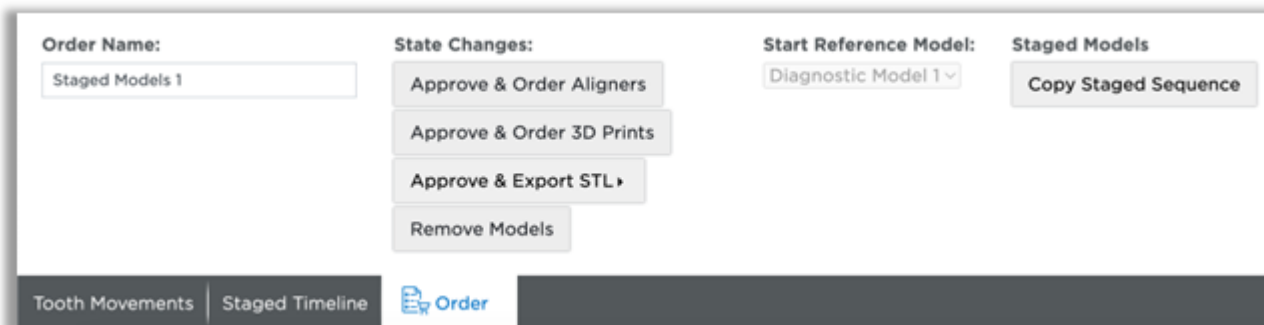 Order Name:
Staged Models 1
State Changes:
Approve & Order Aligners
Approve & Order 3D Prints
Approve & Export STL
Remove Models
Start Reference Model:
Diagnostic Model 1
Staged Models
Copy Staged Sequence
Tooth Movements
Staged Timeline
Order